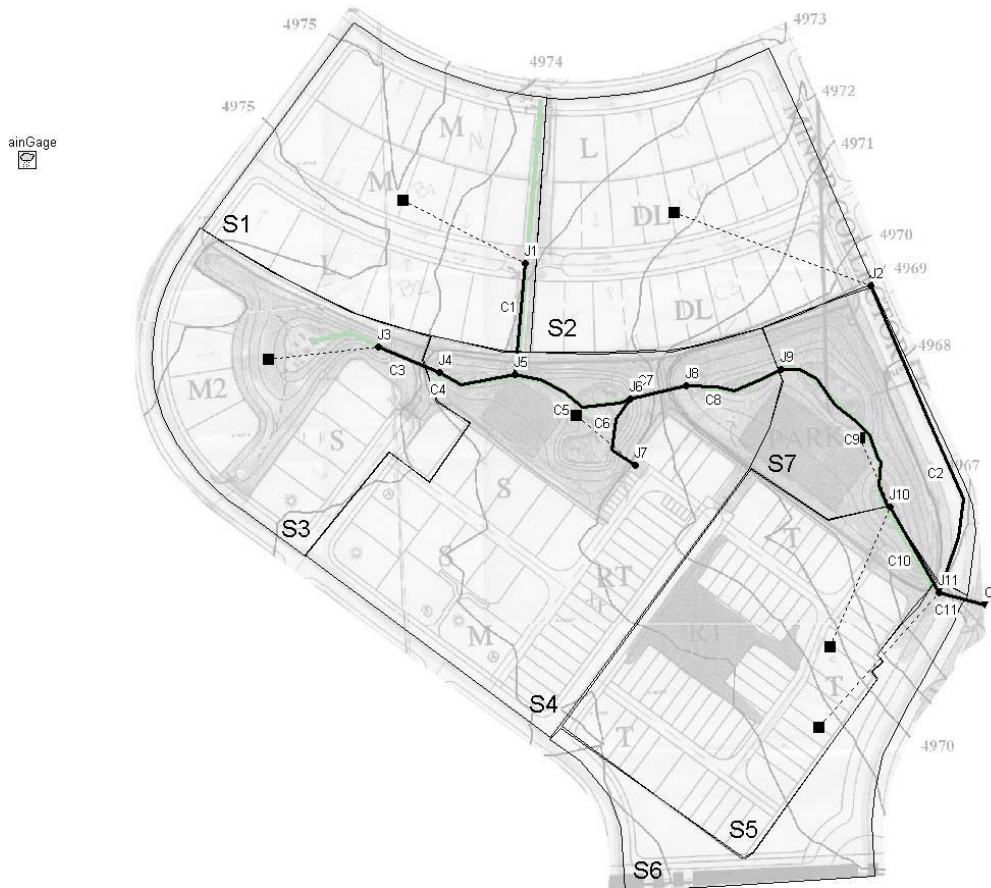 4975
4973
4974
4972
4975
ainGage
M
L
4971
M
DL
S1
4970
J1
4969
J2
L
C1
S2
DL
4968
J3
J4
J5
J9
C3
C4
C7
J8
M2
C5
J6
C8
C6
PARK
C9
S
J7
S7
967
C2
S
J10
S3
T
C10
S
RT
J11
C11
M
RT
T
S4
T
4970
S5
S6